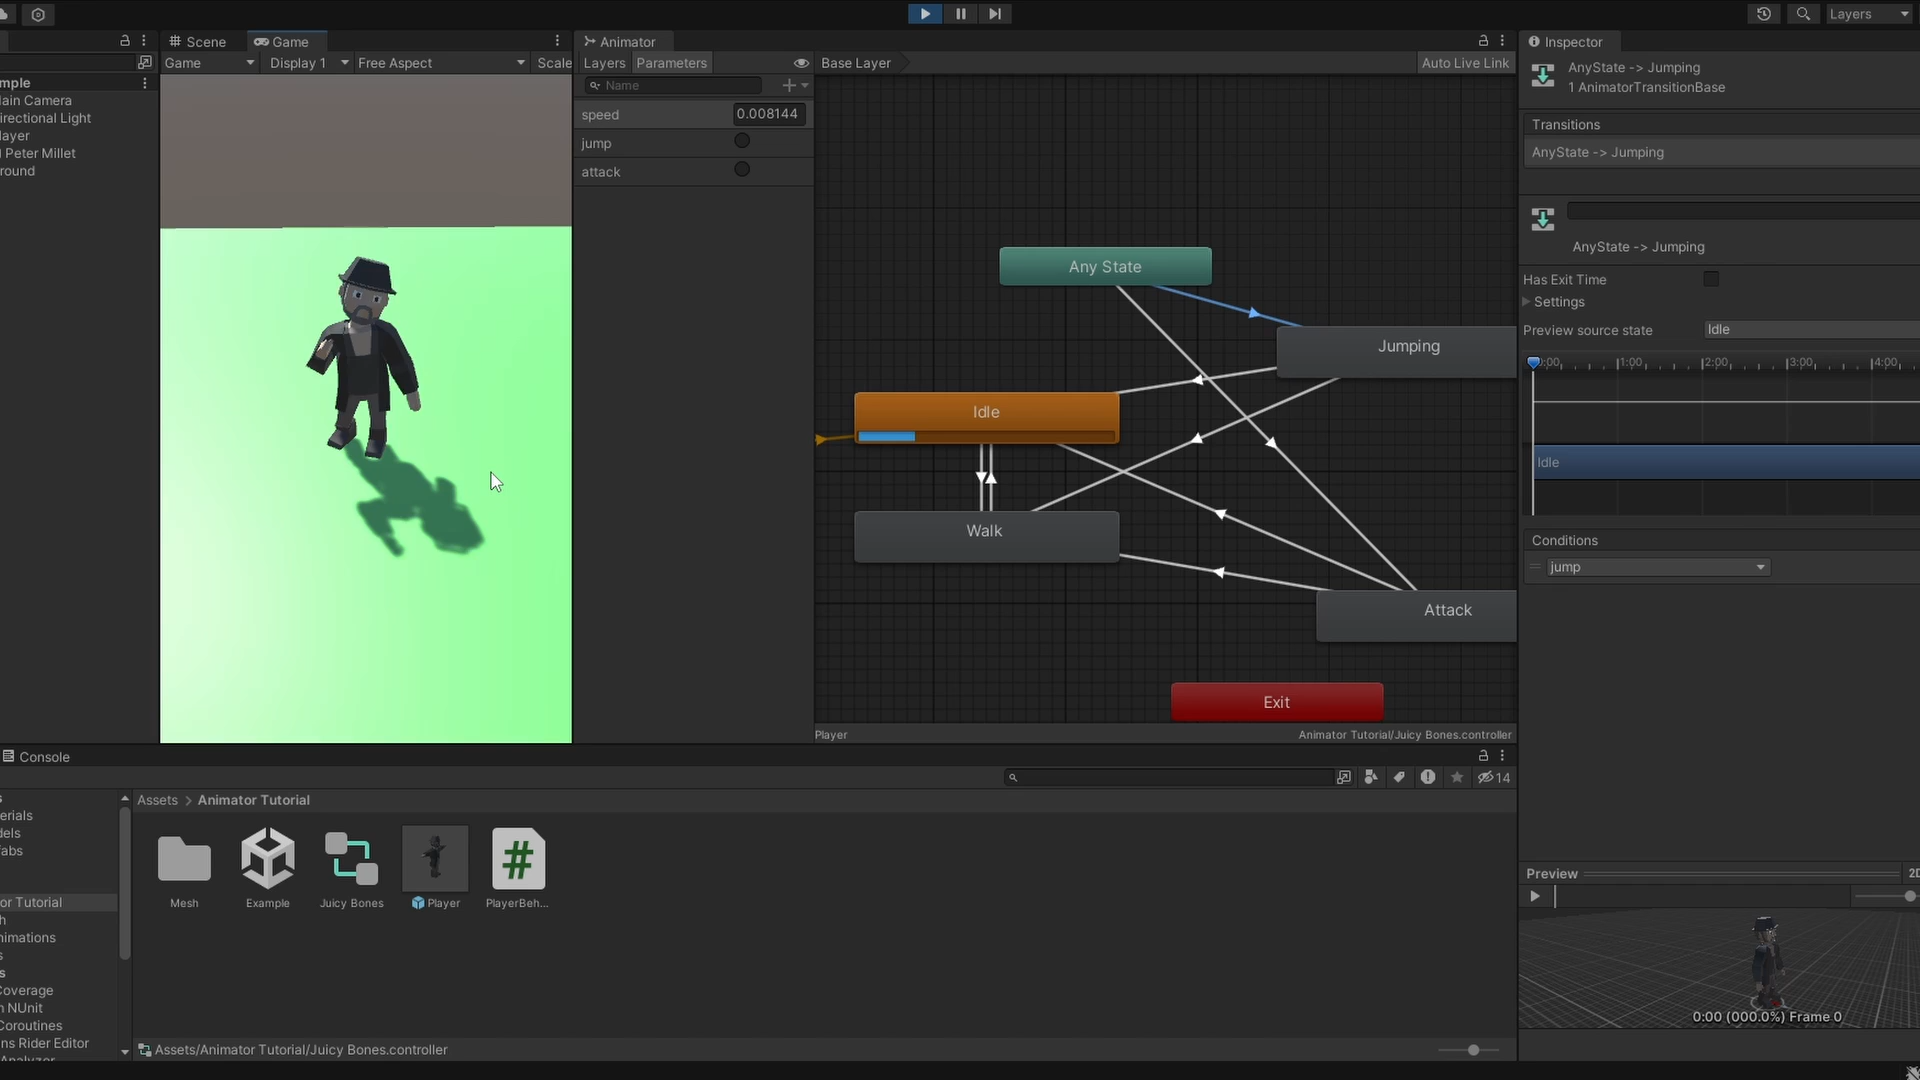 Layers
Scene
Game
Game
Display 1
Free Aspect
Scale
mple
ain Camera
irectional Light
layer
Peter Millet
round
Animator
Layers
Parameters
Name
speed
0.008144
jump
attack
Base Layer
Auto Live Link
Any State
Jumping
Idle
Walk
Attack
Exit
Player
Animator Tutorial/Juicy Bones.controller
Inspector
AnyState -> Jumping
1 AnimatorTransitionBase
Transitions
AnyState -> Jumping
AnyState -> Jumping
Has Exit Time
Settings
Preview source state
Idle
0:00
1:00
2:00
3:00
4:00
Idle
Conditions
jump
Preview
2D
0:00 (000.0%) Frame 0
Console
14
s
erials
dels
fabs
or Tutorial
h
nimations
s
s
Coverage
n NUnit
Coroutines
ns Rider Editor
Analyzer
Assets > Animator Tutorial
Mesh
Example
Juicy Bones
Player
#
PlayerBeh...
Assets/Animator Tutorial/Juicy Bones.controller